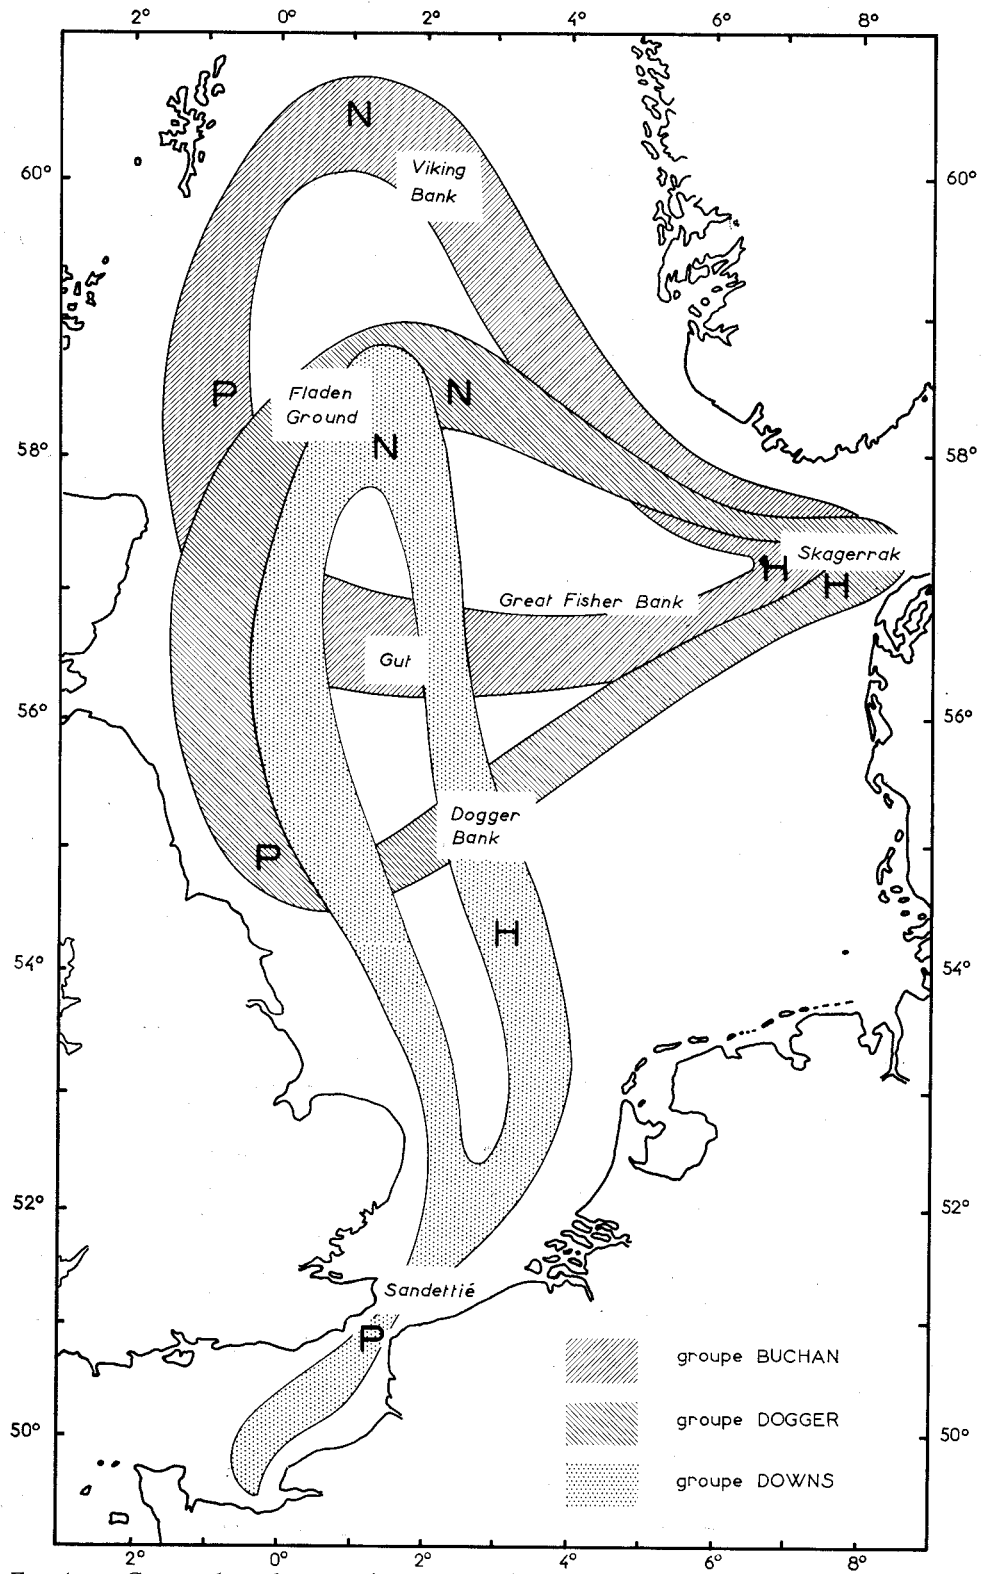 2° 0° 2° 4° 6° 8°
N
Viking
Bank
60° 60°
P
Fladen
Ground
N
N
58° 58°
Skagerrak
H
H
Great Fisher Bank
Gut
56° 56°
Dogger
Bank
P
H
54° 54°
52° 52°
Sandettié
P
groupe BUCHAN
groupe DOGGER
50° 50°
groupe DOWNS
2° 0° 2° 4° 6° 8°